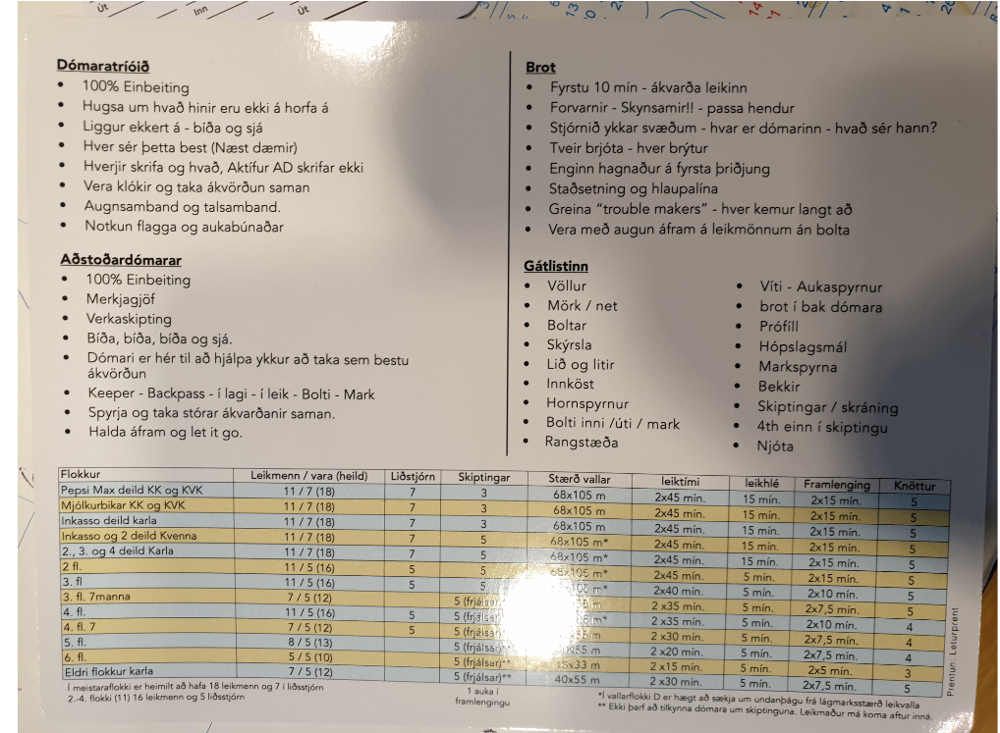 Út
Inn
Út
Dómaratríóið
• 100% Einbeiting
• Hugsa um hvað hinir eru ekki á horfa á
• Liggur ekkert á - bíða og sjá
• Hver sér þetta best (Næst dæmir)
• Hverjir skrifa og hvað, Aktífur AD skrifar ekki
• Vera klókir og taka ákvörðun saman
• Augnsamband og talsamband.
• Notkun flagga og aukabúnaðar
Aðstoðardómarar
• 100% Einbeiting
• Merkjagjöf
• Verkaskipting
• Bíða, bíða, bíða og sjá.
• Dómari er hér til að hjálpa ykkur að taka sem bestu
ákvörðun
• Keeper - Backpass - í lagi - í leik - Bolti - Mark
• Spyrja og taka stórar ákvarðanir saman.
• Halda áfram og let it go.
Brot
• Fyrstu 10 mín - ákvarða leikinn
• Forvarnir - Skynsamir!! - passa hendur
• Stjórnið ykkar svæðum - hvar er dómarinn - hvað sér hann?
• Tveir brjóta - hver brýtur
• Enginn hagnaður á fyrsta þriðjung
• Staðsetning og hlaupalína
• Greina "trouble makers" - hver kemur langt að
• Vera með augun áfram á leikmönnum án bolta
Gátlistinn
• Völlur
• Mörk / net
• Boltar
• Skýrsla
• Lið og litir
• Innköst
• Hornspyrnur
• Bolti inni /úti / mark
• Rangstæða
• Víti - Aukaspyrnur
• brot í bak dómara
• Prófíll
• Hópslagsmál
• Markspyrna
• Bekkir
• Skiptingar / skráning
• 4th einn í skiptingu
• Njóta
Flokkur Leikmenn / vara (heild) Liðstjórn Skiptingar Stærð vallar leiktími leikhlé Framlenging Knöttur
Pepsi Max deild KK og KVK 11 / 7 (18) 7 3 68x105 m 2x45 mín. 15 mín. 2x15 mín. 5
Mjólkurbikar KK og KVK 11 / 7 (18) 7 3 68x105 m 2x45 mín. 15 mín. 2x15 mín. 5
Inkasso deild karla 11 / 7 (18) 7 3 68x105 m 2x45 mín. 15 mín. 2x15 mín. 5
Inkasso og 2 deild Kvenna 11 / 7 (18) 7 5 68x105 m* 2x45 mín. 15 mín. 2x15 mín. 5
2., 3. og 4 deild Karla 11 / 7 (18) 7 5 68x105 m* 2x45 mín. 15 mín. 2x15 mín. 5
2 fl. 11 / 5 (16) 5 5 68x105 m* 2x45 mín. 5 mín. 2x15 mín. 5
3. fl 11 / 5 (16) 5 5 m* 2x40 mín. 5 mín. 2x10 mín. 5
3. fl. 7manna 7 / 5 (12) 5 (frjálsar) m 2 x35 mín. 5 mín. 2x7,5 mín. 5
4. fl. 11 / 5 (16) 5 5 (frjálsar) m* 2 x35 mín. 5 mín. 2x10 mín. 4
4. fl. 7 7 / 5 (12) 5 5 (frjálsar) m 2 x30 mín. 5 mín. 2x7,5 mín. 4
5. fl. 8 / 5 (13) 5 (frjálsar)** m 2 x20 mín. 5 mín. 2x7,5 mín. 4
6. fl. 5 / 5 (10) 5 (frjálsar)** m 2 x15 mín. 5 mín. 2x5 mín. 3
Eldri flokkur karla 7 / 5 (12) 5 (frjálsar)** 40x55 m 2 x30 mín. 5 mín. 2x7,5 mín. 5
Í meistaraflokki er heimilt að hafa 18 leikmenn og 7 í liðsstjórn
2.-4. flokki (11) 16 leikmenn og 5 liðsstjórn
1 auka í
framlengingu
*Í vallarflokki D er hægt að sækja um undanþágu frá lágmarksstærð leikvalla
** Ekki þarf að tilkynna dómara um skiptinguna. Leikmaður má koma aftur inná.
Prentun: Leturprent